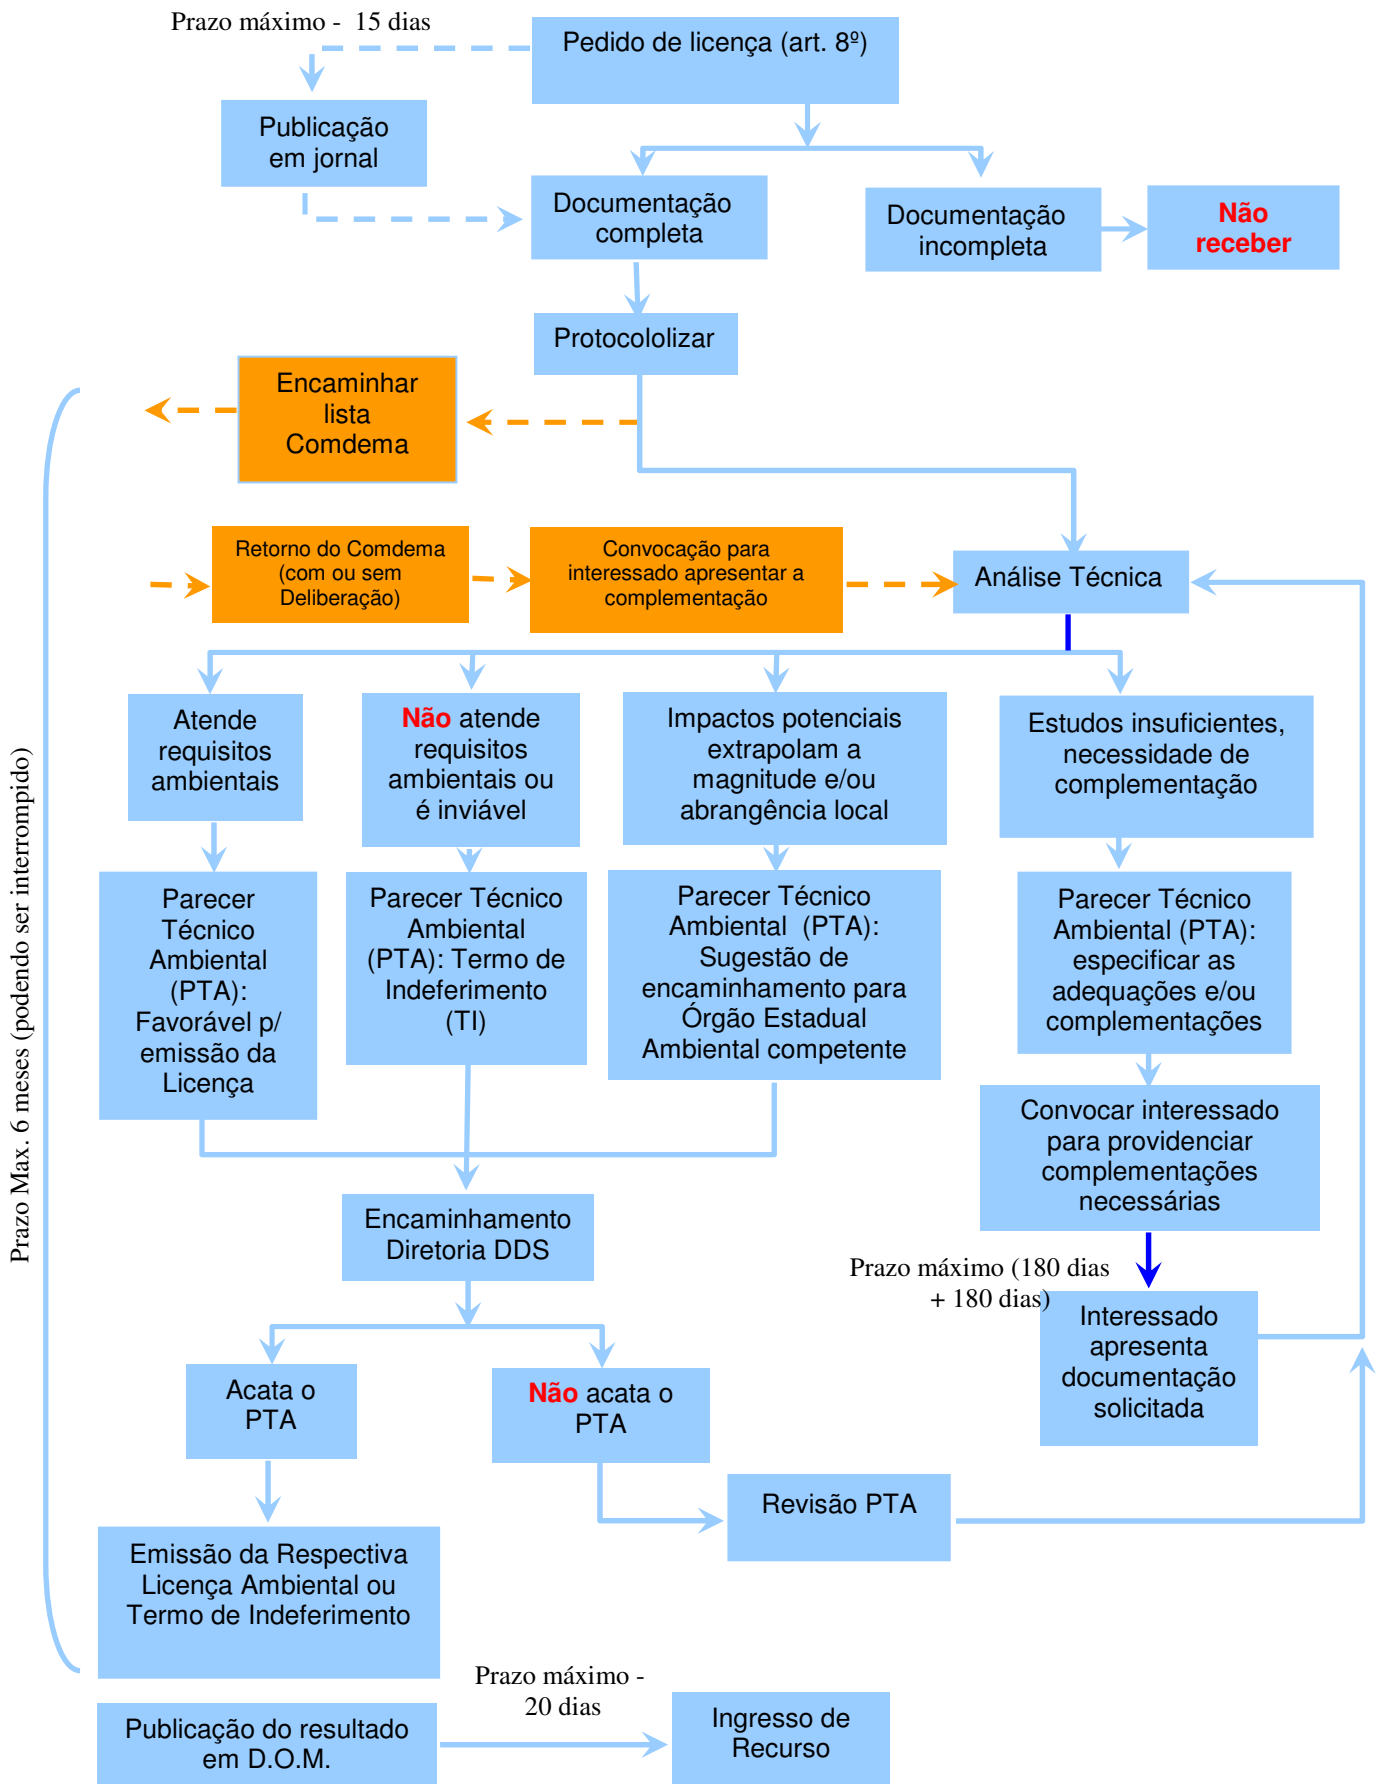 Prazo máximo - 15 dias
Pedido de licença (art. 8º)
Publicação
em jornal
Documentação
completa
Documentação
incompleta
Não
receber
Protocololizar
Encaminhar
lista
Comdema
Retorno do Comdema
(com ou sem
Deliberação)
Convocação para
interessado apresentar a
complementação
Análise Técnica
Prazo Max. 6 meses (podendo ser interrompido)
Atende
requisitos
ambientais
Não atende
requisitos
ambientais ou
é inviável
Impactos potenciais
extrapolam a
magnitude e/ou
abrangência local
Estudos insuficientes,
necessidade de
complementação
Parecer
Técnico
Ambiental
(PTA):
Favorável p/
emissão da
Licença
Parecer Técnico
Ambiental
(PTA): Termo de
Indeferimento
(TI)
Parecer Técnico
Ambiental (PTA):
Sugestão de
encaminhamento para
Órgão Estadual
Ambiental competente
Parecer Técnico
Ambiental (PTA):
especificar as
adequações e/ou
complementações
Convocar interessado
para providenciar
complementações
necessárias
Encaminhamento
Diretoria DDS
Prazo máximo (180 dias
+ 180 dias)
Interessado
apresenta
documentação
solicitada
Acata o
PTA
Não acata o
PTA
Revisão PTA
Emissão da Respectiva
Licença Ambiental ou
Termo de Indeferimento
Prazo máximo -
20 dias
Publicação do resultado
em D.O.M.
Ingresso de
Recurso